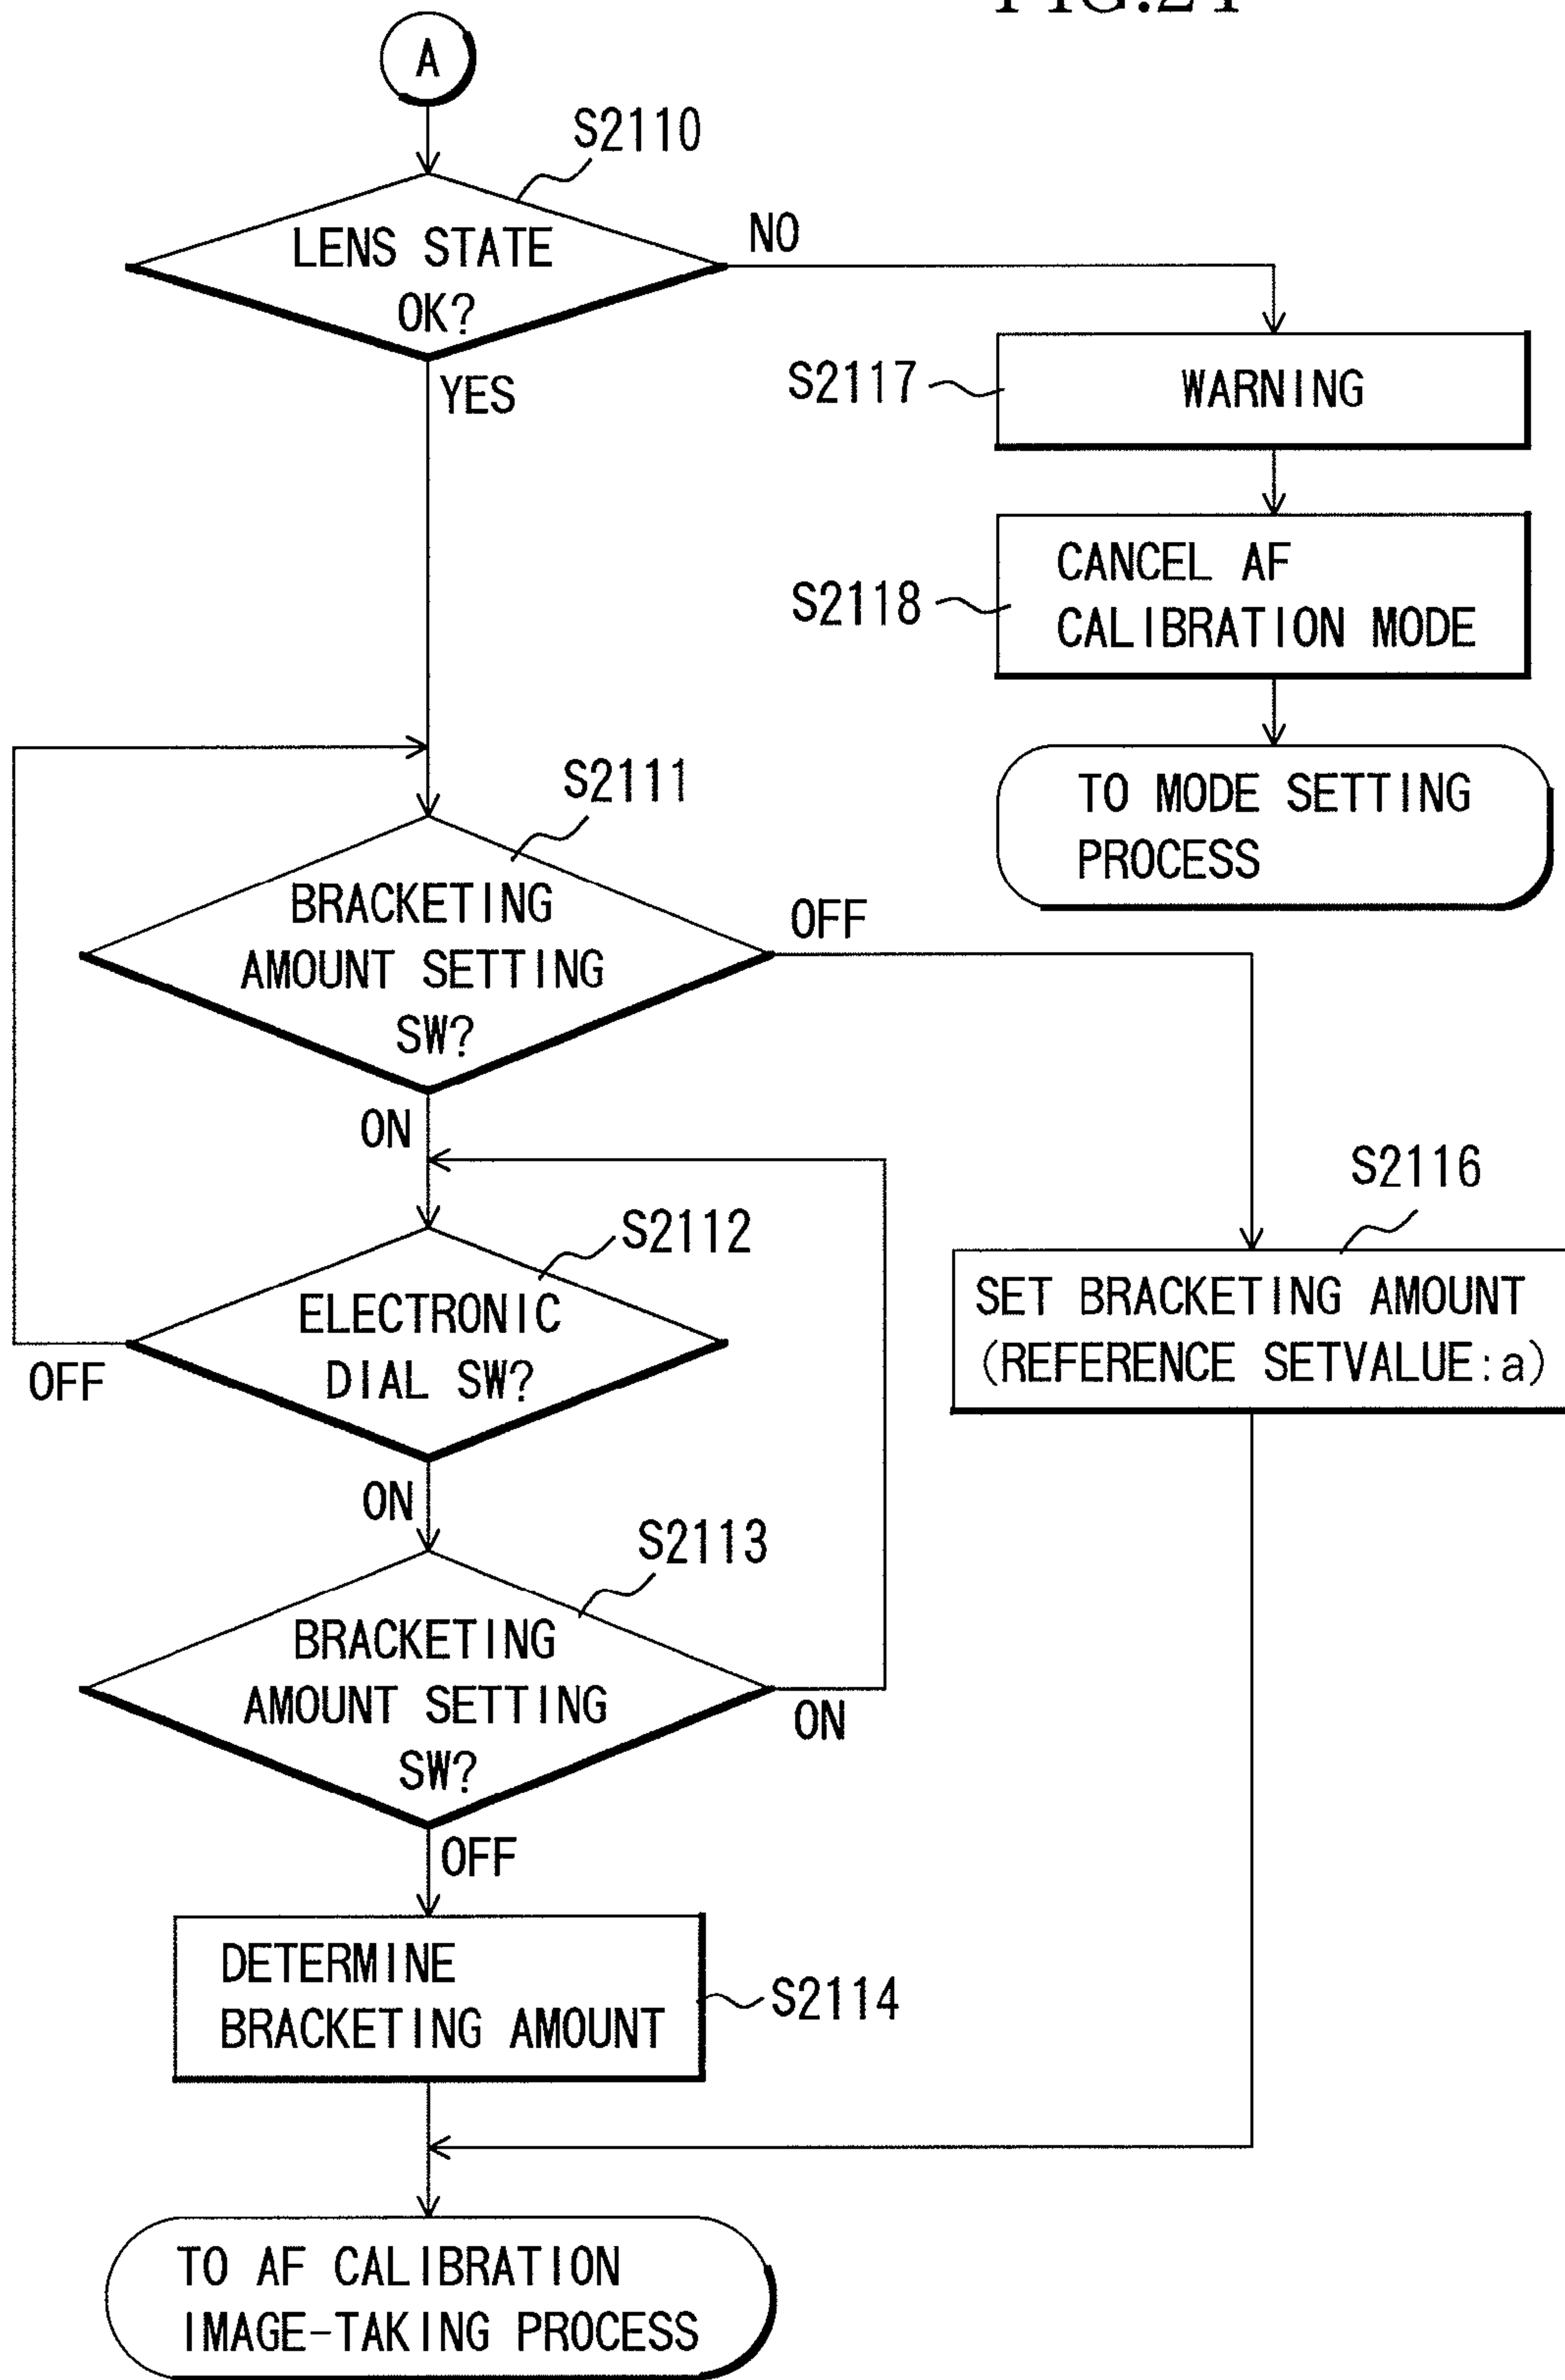 FIG.21
A
S2110
LENS STATE
OK?
NO
YES
S2117
WARNING
S2118
CANCEL AF
CALIBRATION MODE
TO MODE SETTING
PROCESS
S2111
BRACKETING
AMOUNT SETTING
SW?
OFF
ON
S2116
SET BRACKETING AMOUNT
(REFERENCE SETVALUE:a)
S2112
ELECTRONIC
DIAL SW?
OFF
ON
S2113
BRACKETING
AMOUNT SETTING
SW?
ON
OFF
DETERMINE
BRACKETING AMOUNT
S2114
TO AF CALIBRATION
IMAGE-TAKING PROCESS